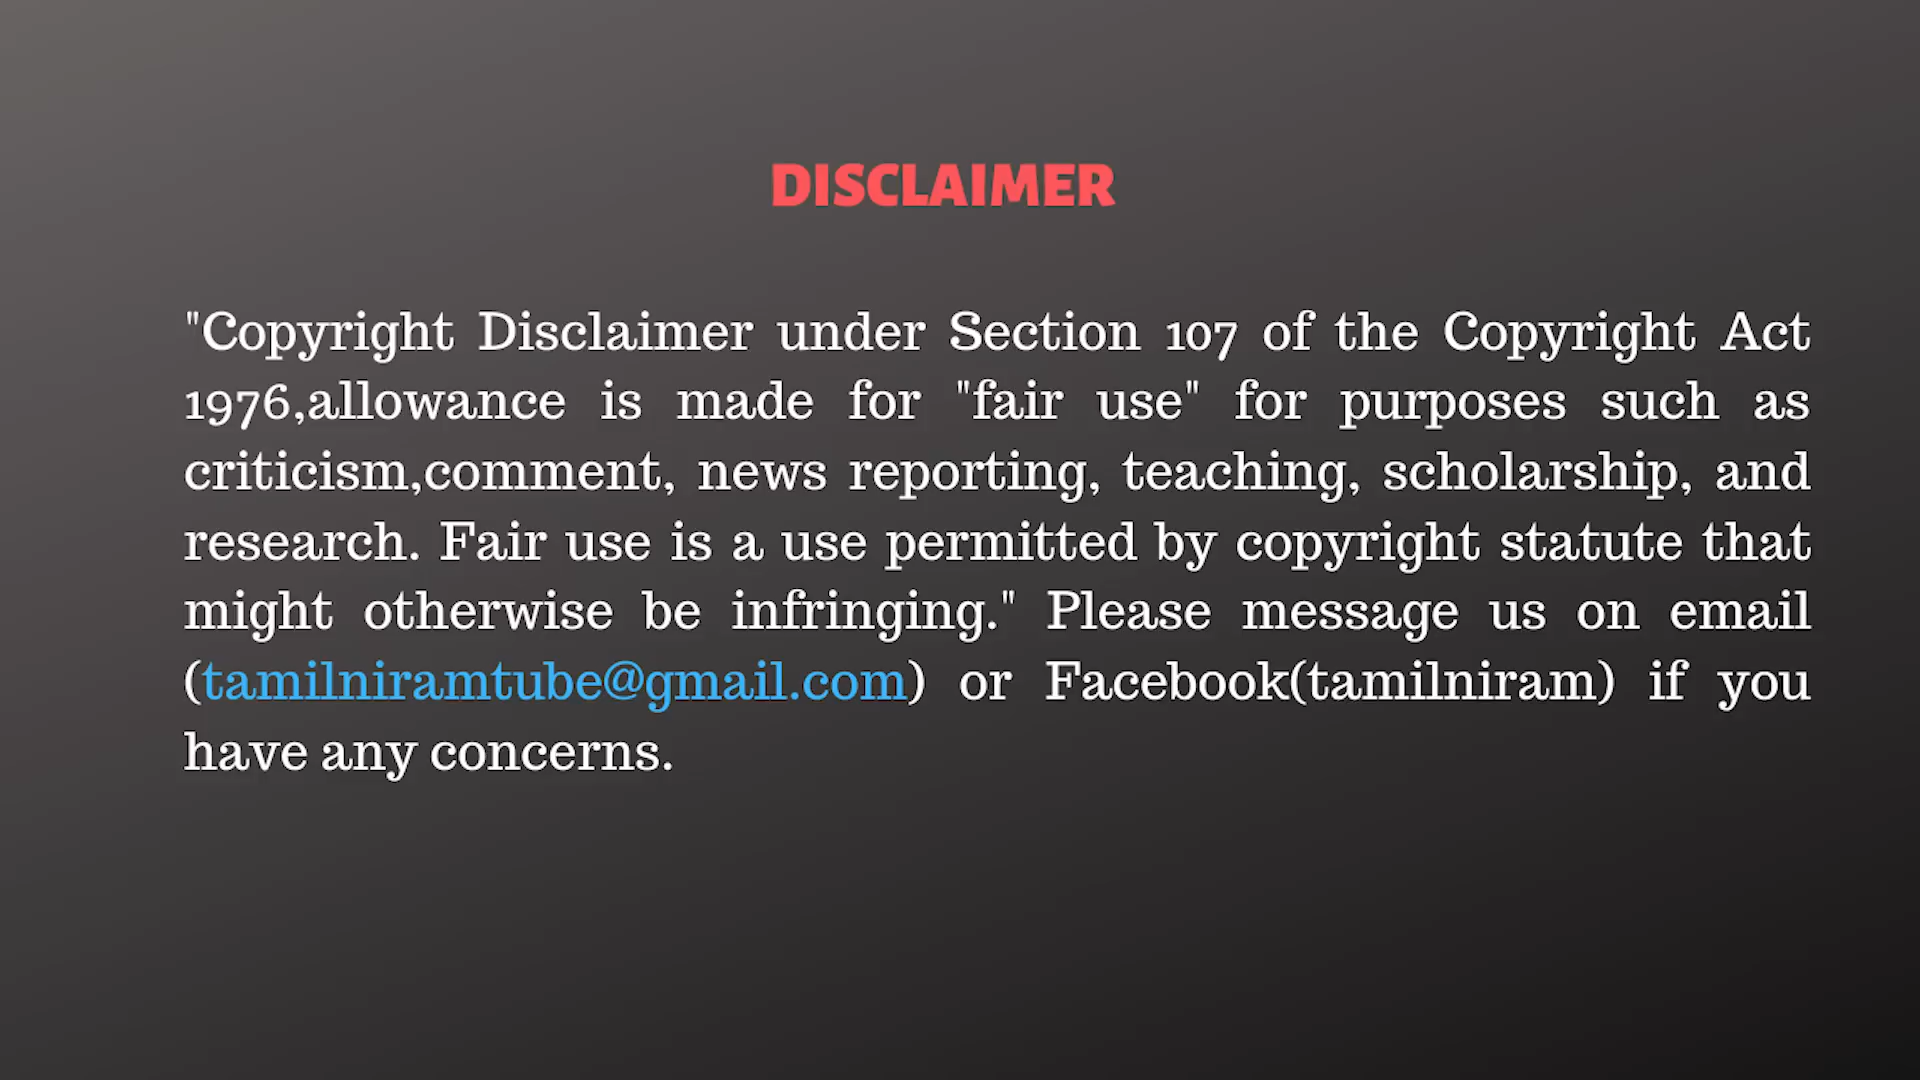 DISCLAIMER
"Copyright Disclaimer under Section 107 of the Copyright Act
1976,allowance is made for "fair use" for purposes such as
criticism,comment, news reporting, teaching, scholarship, and
research. Fair use is a use permitted by copyright statute that
might otherwise be infringing." Please message us on email
(tamilniramtube@gmail.com) or Facebook(tamilniram) if you
have any concerns.